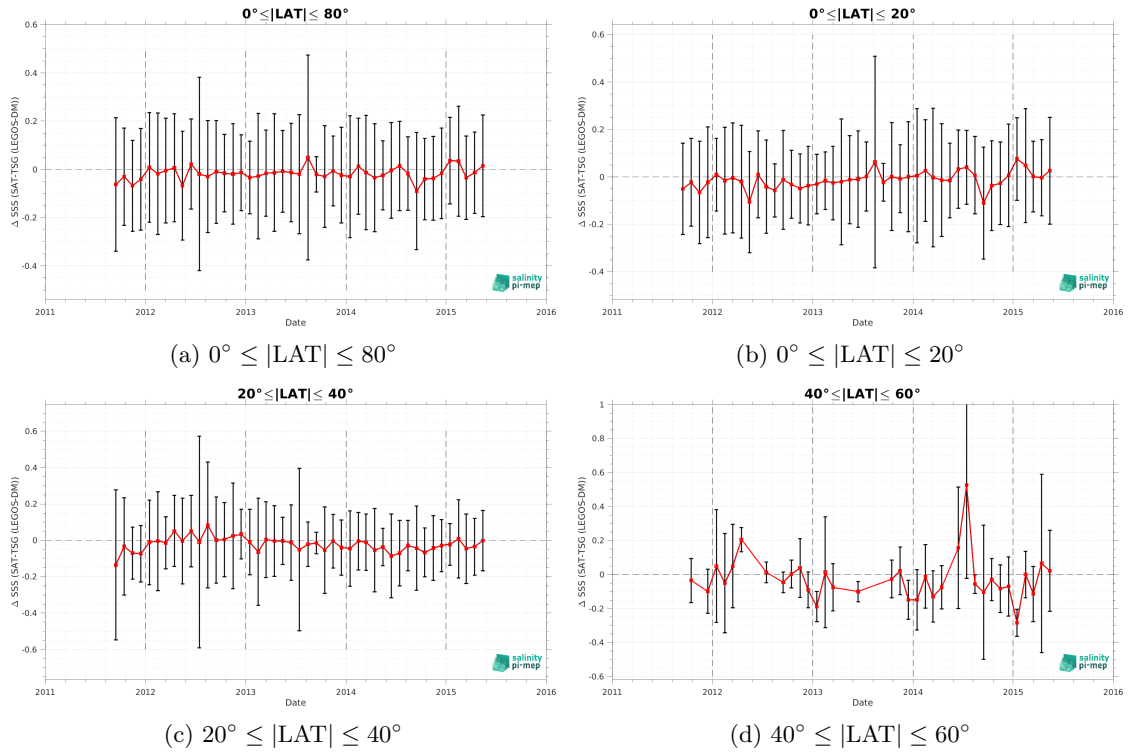 0°≤|LAT|≤ 80°
0.6
0.4
0.2
0
-0.2
-0.4
Δ SSS (SAT-TSG (LEGOS-DM))
2011 2012 2013 2014 2015 2016
Date
salinity
pi-mep
(a) 0° ≤ |LAT| ≤ 80°
0°≤|LAT|≤ 20°
0.6
0.4
0.2
0
-0.2
-0.4
Δ SSS (SAT-TSG (LEGOS-DM))
2011 2012 2013 2014 2015 2016
Date
salinity
pi-mep
(b) 0° ≤ |LAT| ≤ 20°
20°≤|LAT|≤ 40°
0.6
0.4
0.2
0
-0.2
-0.4
-0.6
Δ SSS (SAT-TSG (LEGOS-DM))
2011 2012 2013 2014 2015 2016
Date
salinity
pi-mep
(c) 20° ≤ |LAT| ≤ 40°
40°≤|LAT|≤ 60°
1
0.8
0.6
0.4
0.2
0
-0.2
-0.4
-0.6
Δ SSS (SAT-TSG (LEGOS-DM))
2011 2012 2013 2014 2015 2016
Date
salinity
pi-mep
(d) 40° ≤ |LAT| ≤ 60°